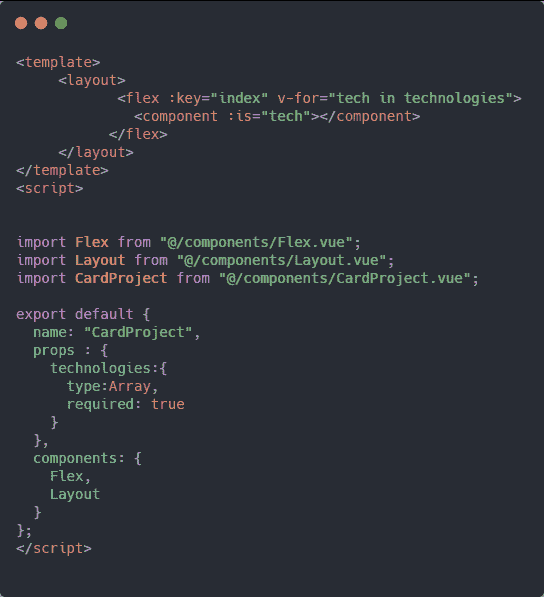 <template>
     <layout>
            <flex :key="index" v-for="tech in technologies">
              <component :is="tech"></component>
           </flex>
     </layout>
</template>
<script>
import Flex from "@/components/Flex.vue";
import Layout from "@/components/Layout.vue";
import CardProject from "@/components/CardProject.vue";
export default {
  name: "CardProject",
  props : {
    technologies:{
      type:Array,
      required: true
    }
  },
  components: {
    Flex,
    Layout
  }
};
</script>